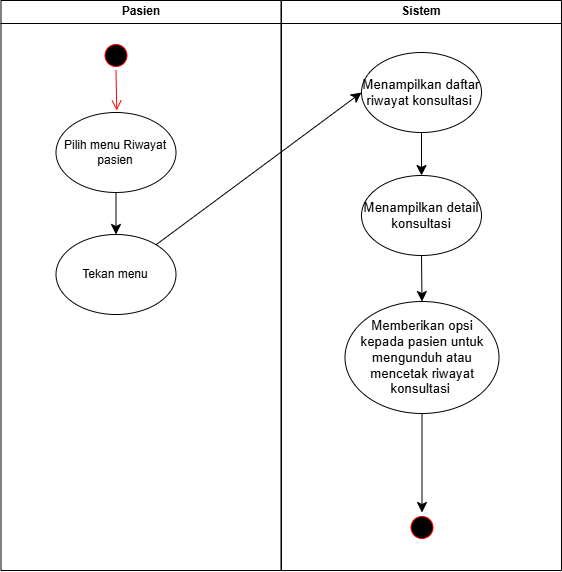 Pasien
Sistem
Pilih menu Riwayat
pasien
Tekan menu
Menampilkan daftar
riwayat konsultasi
Menampilkan detail
konsultasi
Memberikan opsi
kepada pasien untuk
mengunduh atau
mencetak riwayat
konsultasi